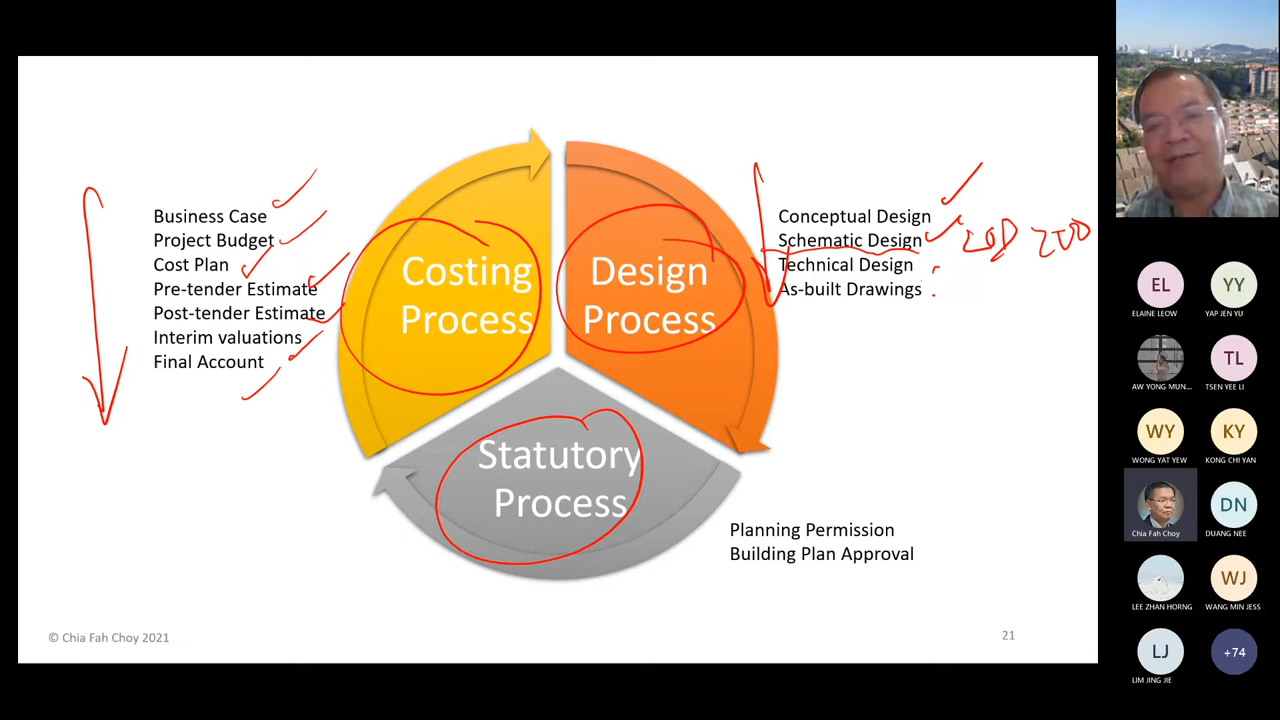 Business Case
Project Budget
Cost Plan
Pre-tender Estimate
Post-tender Estimate
Interim valuations
Final Account
Costing
Process
Design
Process
Conceptual Design
Schematic Design
Technical Design
As-built Drawings
Statutory
Process
Planning Permission
Building Plan Approval
© Chia Fah Choy 2021
21
EL
ELAINE LEOW
YY
YAP JEN YU
AW YONG MUN...
TL
TSEN YEE LI
WY
WONG YAT YEW
KY
KONG CHI YAN
Chia Fah Choy
DN
DUANG NEE
LEE ZHAN HORNG
WJ
WANG MIN JESS
LJ
LIM JING JIE
+74